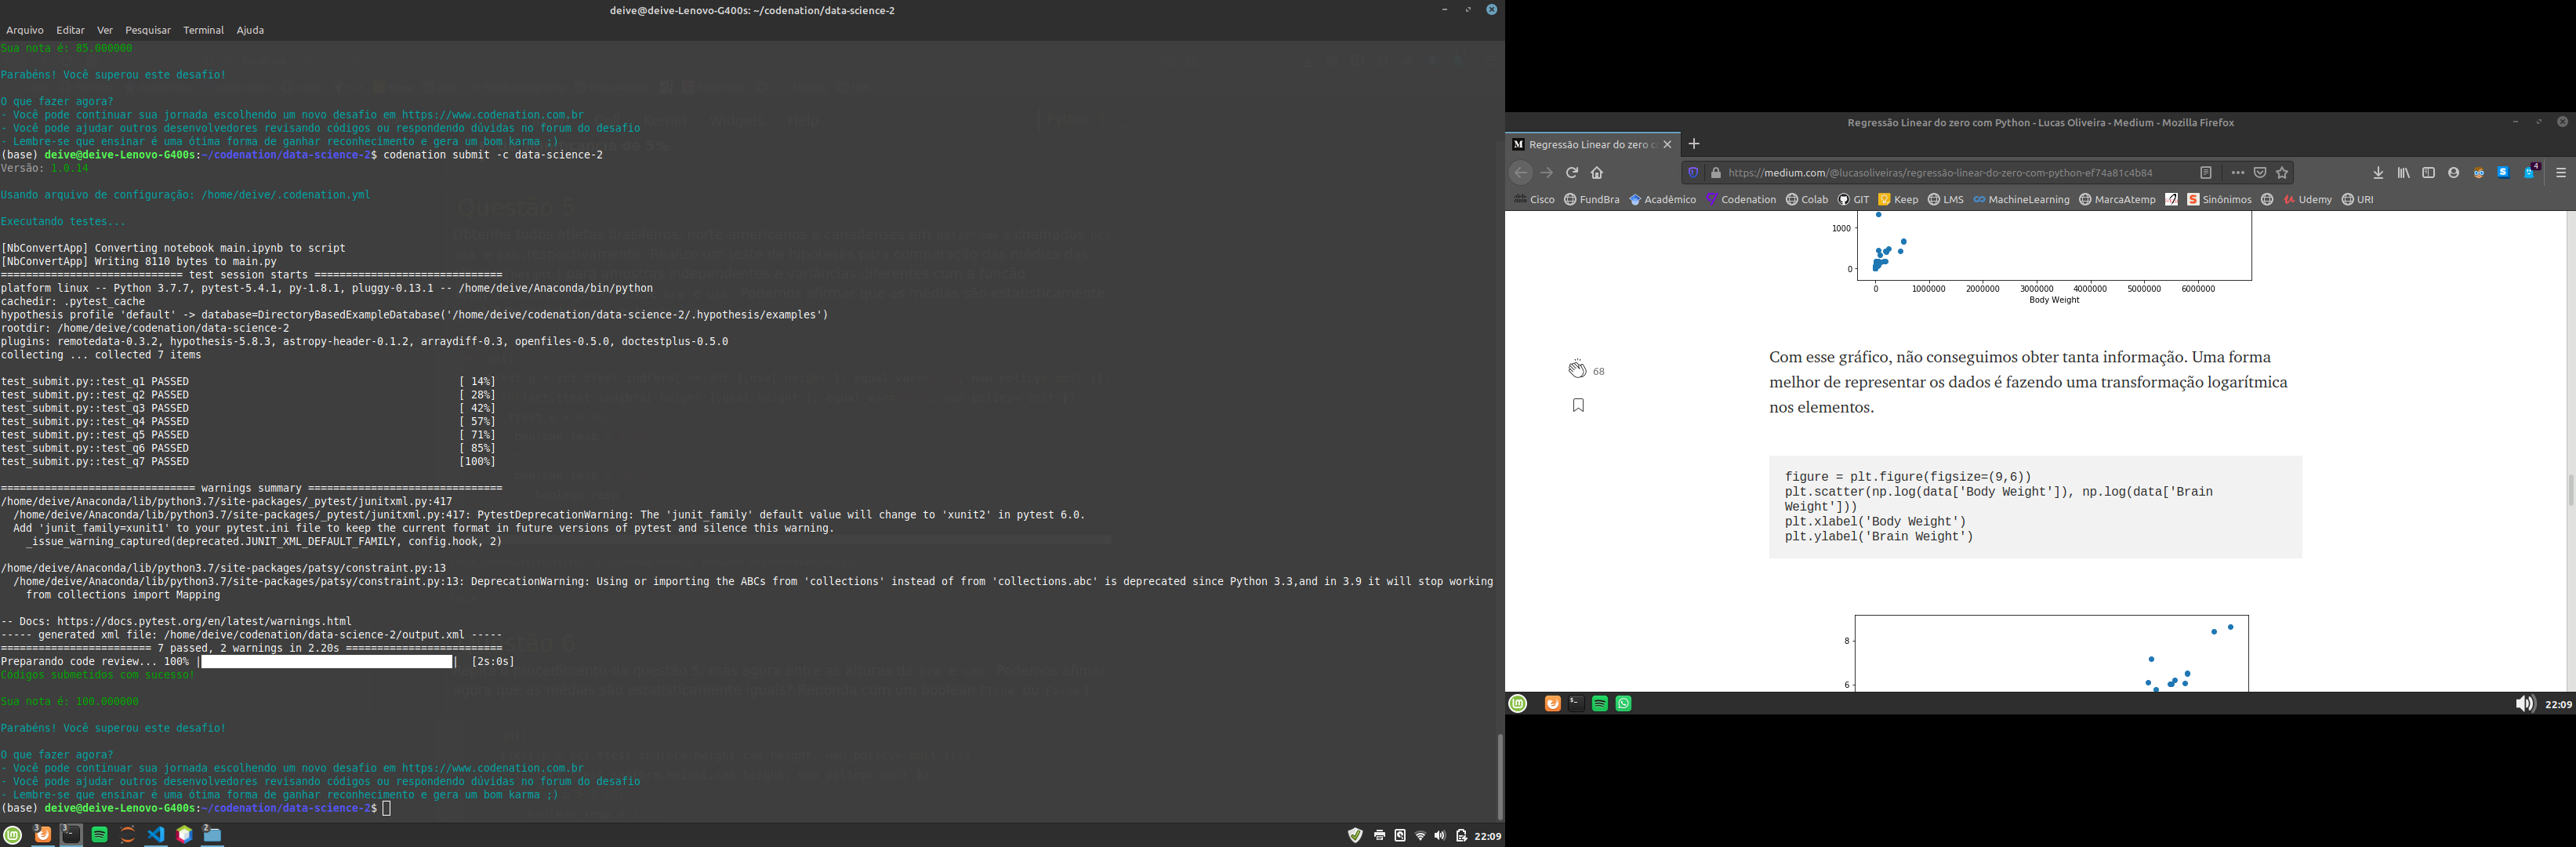 deive@deive-Lenovo-G400s: ~/codenation/data-science-2
Arquivo Editar Ver Pesquisar Terminal Ajuda
Sua nota é: 85.000000
Parabéns! Você superou este desafio!
O que fazer agora?
- Você pode continuar sua jornada escolhendo um novo desafio em https://www.codenation.com.br
- Você pode ajudar outros desenvolvedores revisando códigos ou respondendo dúvidas no forum do desafio
- Lembre-se que ensinar é uma ótima forma de ganhar reconhecimento e gera um bom karma ;)
(base) deive@deive-Lenovo-G400s:~/codenation/data-science-2$ codenation submit -c data-science-2
Versão: 1.0.14
Usando arquivo de configuração: /home/deive/.codenation.yml
Executando testes...
[NbConvertApp] Converting notebook main.ipynb to script
[NbConvertApp] Writing 8110 bytes to main.py
============================= test session starts ==============================
platform linux -- Python 3.7.7, pytest-5.4.1, py-1.8.1, pluggy-0.13.1 -- /home/deive/Anaconda/bin/python
cachedir: .pytest_cache
hypothesis profile 'default' -> database=DirectoryBasedExampleDatabase('/home/deive/codenation/data-science-2/.hypothesis/examples')
rootdir: /home/deive/codenation/data-science-2
plugins: remotedata-0.3.2, hypothesis-5.8.3, astropy-header-0.1.2, arraydiff-0.3, openfiles-0.5.0, doctestplus-0.5.0
collecting ... collected 7 items
test_submit.py::test_q1 PASSED [ 14%]
test_submit.py::test_q2 PASSED [ 28%]
test_submit.py::test_q3 PASSED [ 42%]
test_submit.py::test_q4 PASSED [ 57%]
test_submit.py::test_q5 PASSED [ 71%]
test_submit.py::test_q6 PASSED [ 85%]
test_submit.py::test_q7 PASSED [100%]
=============================== warnings summary ===============================
/home/deive/Anaconda/lib/python3.7/site-packages/_pytest/junitxml.py:417
/home/deive/Anaconda/lib/python3.7/site-packages/_pytest/junitxml.py:417: PytestDeprecationWarning: The 'junit_family' default value will change to 'xunit2' in pytest 6.0.
Add 'junit_family=xunit1' to your pytest.ini file to keep the current format in future versions of pytest and silence this warning.
_issue_warning_captured(deprecated.JUNIT_XML_DEFAULT_FAMILY, config.hook, 2)
/home/deive/Anaconda/lib/python3.7/site-packages/patsy/constraint.py:13
/home/deive/Anaconda/lib/python3.7/site-packages/patsy/constraint.py:13: DeprecationWarning: Using or importing the ABCs from 'collections' instead of from 'collections.abc' is deprecated since Python 3.3,and in 3.9 it will stop working
from collections import Mapping
-- Docs: https://docs.pytest.org/en/latest/warnings.html
----- generated xml file: /home/deive/codenation/data-science-2/output.xml -----
======================== 7 passed, 2 warnings in 2.20s =========================
Preparando code review... 100% | | [2s:0s]
Códigos submetidos com sucesso!
Sua nota é: 100.000000
Parabéns! Você superou este desafio!
O que fazer agora?
- Você pode continuar sua jornada escolhendo um novo desafio em https://www.codenation.com.br
- Você pode ajudar outros desenvolvedores revisando códigos ou respondendo dúvidas no forum do desafio
- Lembre-se que ensinar é uma ótima forma de ganhar reconhecimento e gera um bom karma ;)
(base) deive@deive-Lenovo-G400s:~/codenation/data-science-2$
3 3 2 22:09
Regressão Linear do zero com Python - Lucas Oliveira - Medium - Mozilla Firefox
Regressão Linear do zero c
https://medium.com/@lucasoliveiras/regressão-linear-do-zero-com-python-ef74a81c4b84
4
Cisco FundBra Acadêmico Codenation Colab GIT Keep LMS MachineLearning MarcaAtemp Sinônimos Udemy URI
1000
0
0 1000000 2000000 3000000 4000000 5000000 6000000
Body Weight
Com esse gráfico, não conseguimos obter tanta informação. Uma forma
melhor de representar os dados é fazendo uma transformação logarítmica
nos elementos.
68
figure = plt.figure(figsize=(9,6))
plt.scatter(np.log(data['Body Weight']), np.log(data['Brain
Weight']))
plt.xlabel('Body Weight')
plt.ylabel('Brain Weight')
8
6
22:09